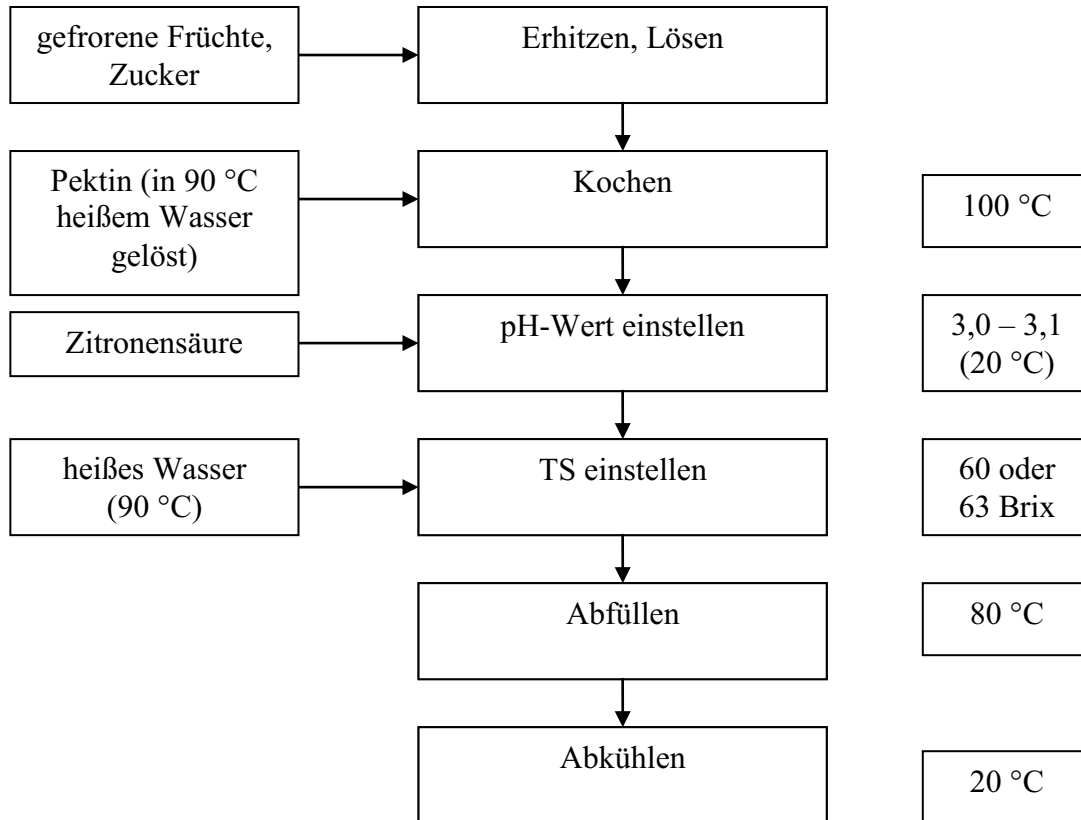 gefrorene Früchte,
Zucker
Erhitzen, Lösen
Pektin (in 90 °C
heißem Wasser
gelöst)
Kochen
100 °C
Zitronensäure
pH-Wert einstellen
3,0 – 3,1
(20 °C)
heißes Wasser
(90 °C)
TS einstellen
60 oder
63 Brix
Abfüllen
80 °C
Abkühlen
20 °C